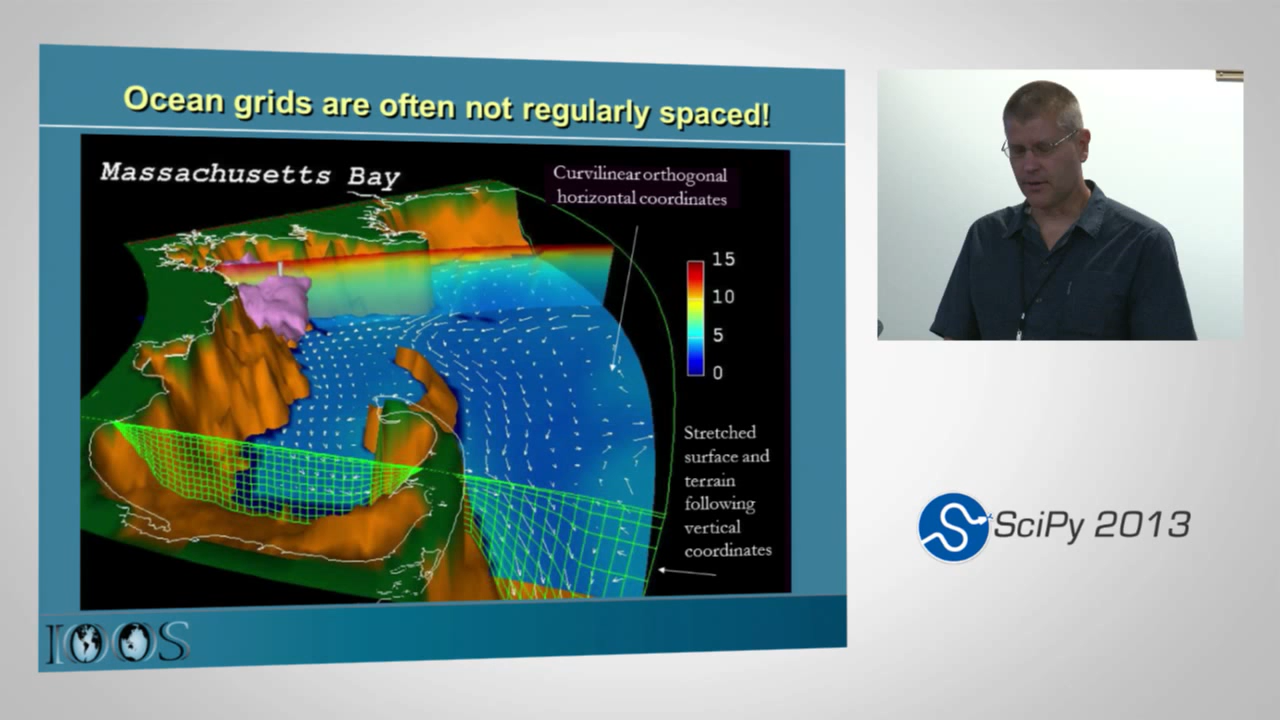 Ocean grids are often not regularly spaced!
Massachusetts Bay
Curvilinear orthogonal
horizontal coordinates
15
10
5
0
Stretched
surface and
terrain
following
vertical
coordinates
IOOS
SciPy 2013